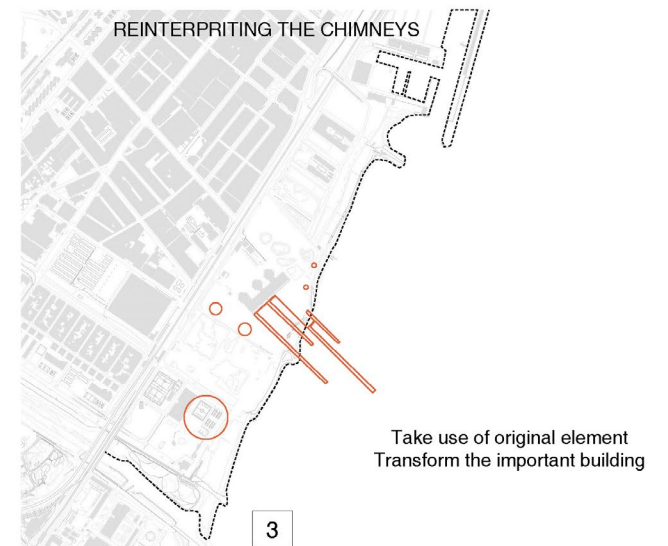 REINTERPRITING THE CHIMNEYS
Take use of original element
Transform the important building
3